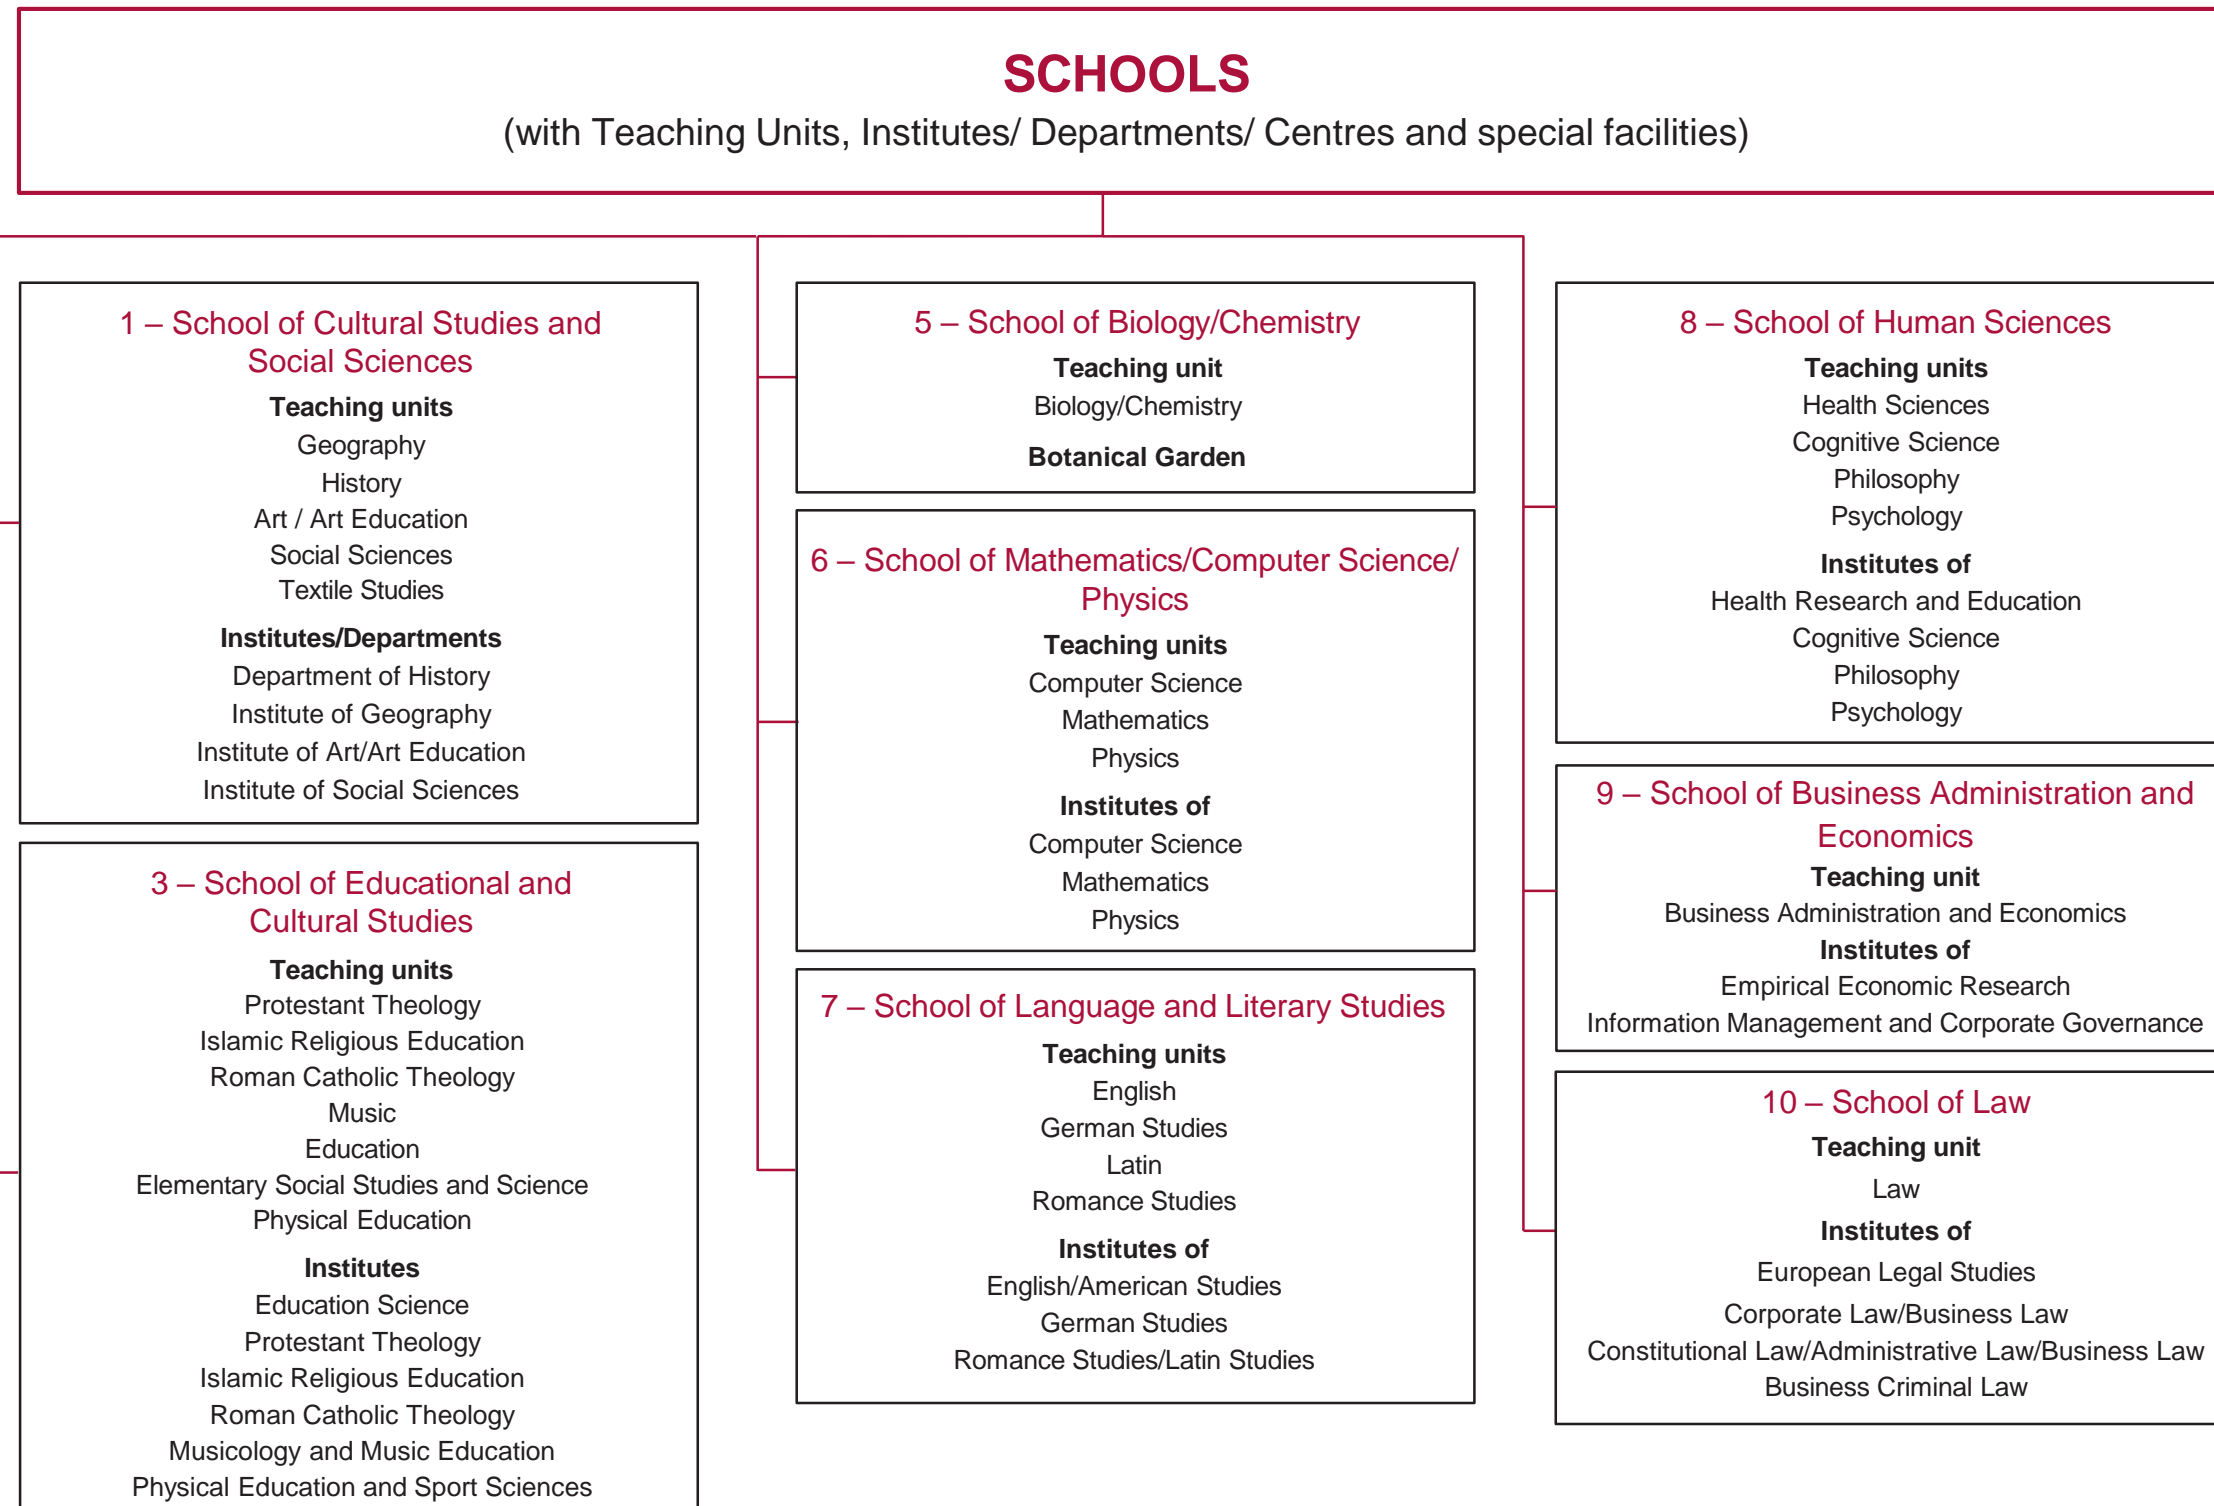 SCHOOLS
(with Teaching Units, Institutes/ Departments/ Centres and special facilities)
1 – School of Cultural Studies and
Social Sciences
Teaching units
Geography
History
Art / Art Education
Social Sciences
Textile Studies
Institutes/Departments
Department of History
Institute of Geography
Institute of Art/Art Education
Institute of Social Sciences
3 – School of Educational and
Cultural Studies
Teaching units
Protestant Theology
Islamic Religious Education
Roman Catholic Theology
Music
Education
Elementary Social Studies and Science
Physical Education
Institutes
Education Science
Protestant Theology
Islamic Religious Education
Roman Catholic Theology
Musicology and Music Education
Physical Education and Sport Sciences
5 – School of Biology/Chemistry
Teaching unit
Biology/Chemistry
Botanical Garden
6 – School of Mathematics/Computer Science/
Physics
Teaching units
Computer Science
Mathematics
Physics
Institutes of
Computer Science
Mathematics
Physics
7 – School of Language and Literary Studies
Teaching units
English
German Studies
Latin
Romance Studies
Institutes of
English/American Studies
German Studies
Romance Studies/Latin Studies
8 – School of Human Sciences
Teaching units
Health Sciences
Cognitive Science
Philosophy
Psychology
Institutes of
Health Research and Education
Cognitive Science
Philosophy
Psychology
9 – School of Business Administration and
Economics
Teaching unit
Business Administration and Economics
Institutes of
Empirical Economic Research
Information Management and Corporate Governance
10 – School of Law
Teaching unit
Law
Institutes of
European Legal Studies
Corporate Law/Business Law
Constitutional Law/Administrative Law/Business Law
Business Criminal Law